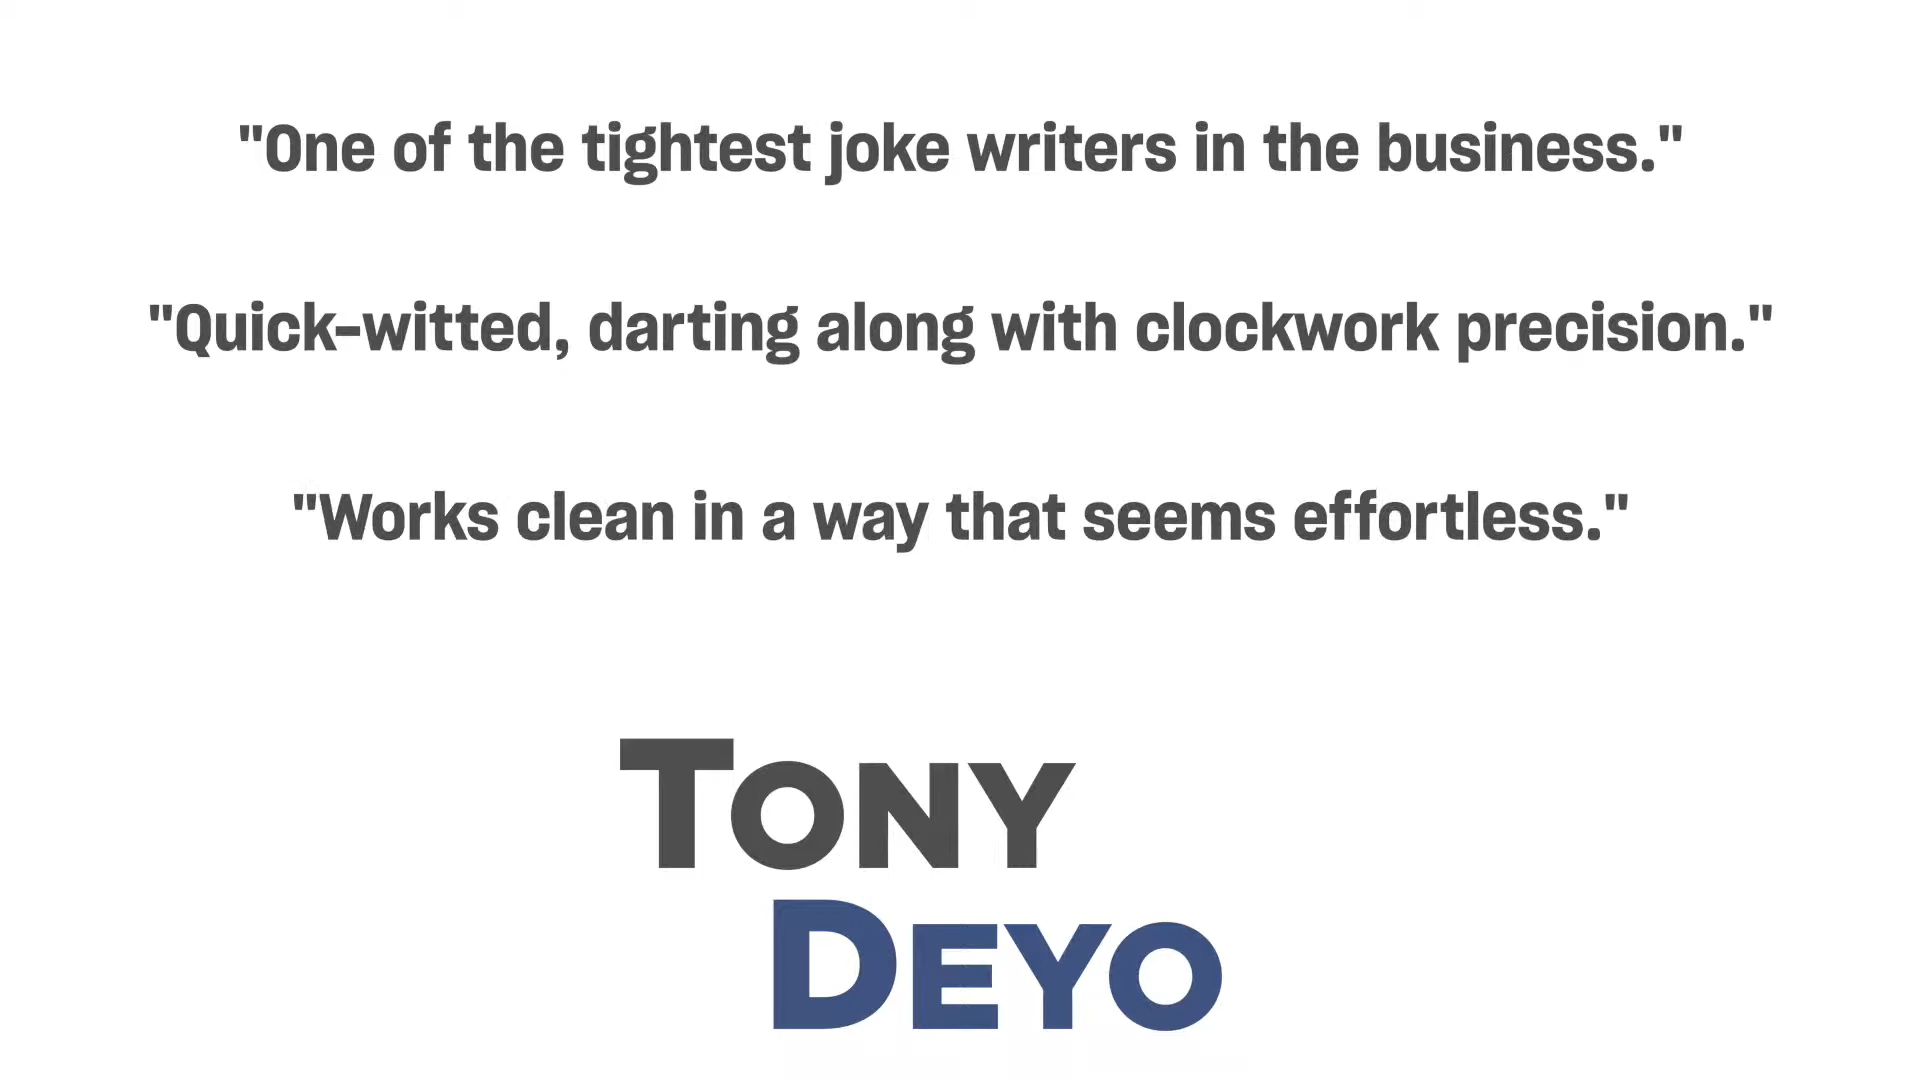 "One of the tightest joke writers in the business."
"Quick-witted, darting along with clockwork precision."
"Works clean in a way that seems effortless."
TONY
DEYO